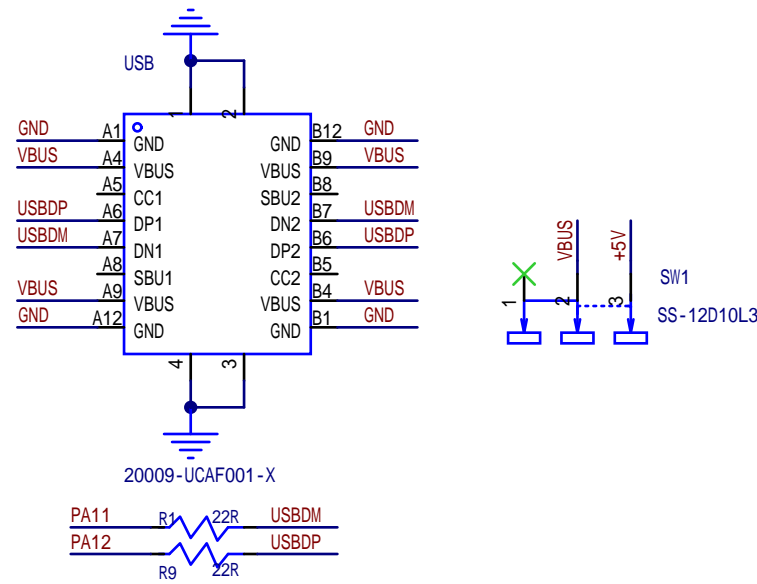 USB
1 2
GND A1 GND GND B12 GND
VBUS A4 VBUS VBUS B9 VBUS
A5 CC1 SBU2 B8
USBDP A6 DP1 DN2 B7 USBDM
USBDM A7 DN1 DP2 B6 USBDP
A8 SBU1 CC2 B5
VBUS A9 VBUS VBUS B4 VBUS
GND A12 GND GND B1 GND
4 3
20009-UCAF001-X
VBUS +5V
1 2 3
SW1
SS-12D10L3
PA11 R1 22R USBDM
PA12 R9 22R USBDP